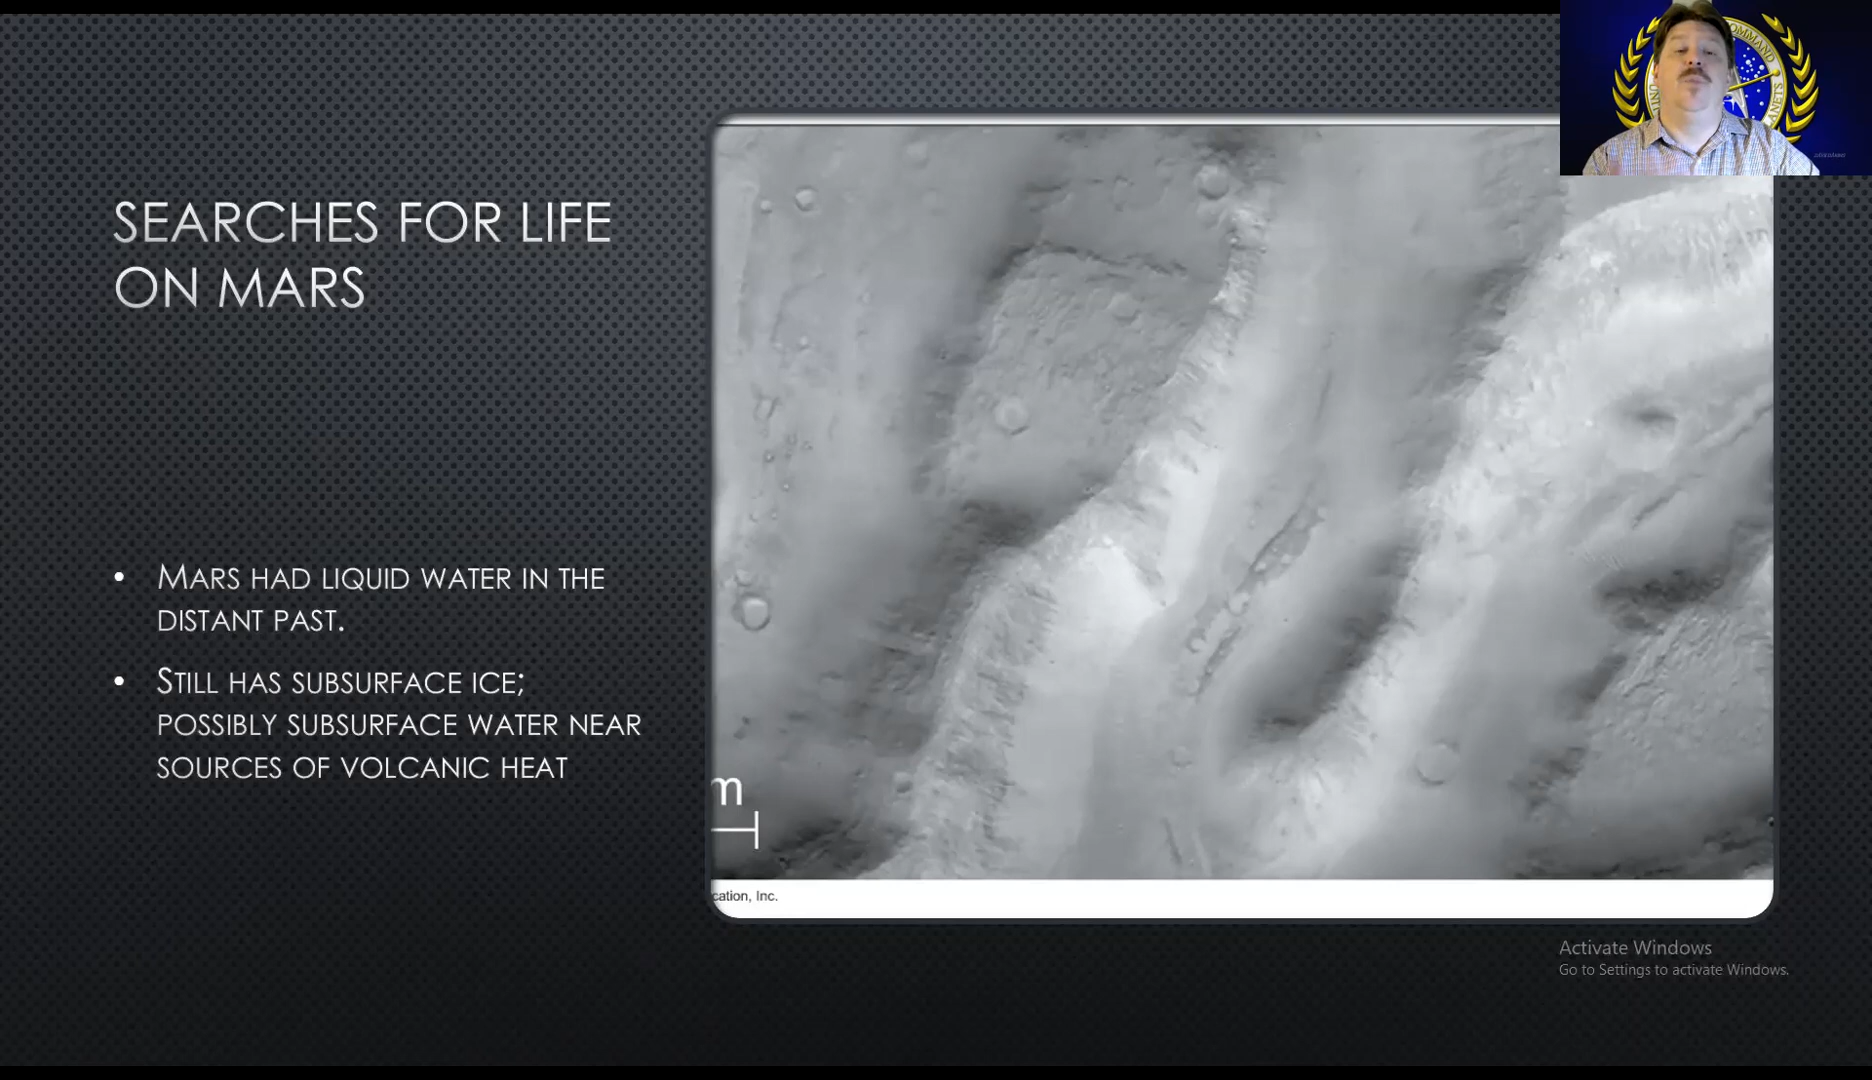 SEARCHES FOR LIFE
ON MARS
• MARS HAD LIQUID WATER IN THE
DISTANT PAST.
• STILL HAS SUBSURFACE ICE;
POSSIBLY SUBSURFACE WATER NEAR
SOURCES OF VOLCANIC HEAT
m
cation, Inc.
COMMAND
Activate Windows
Go to Settings to activate Windows.